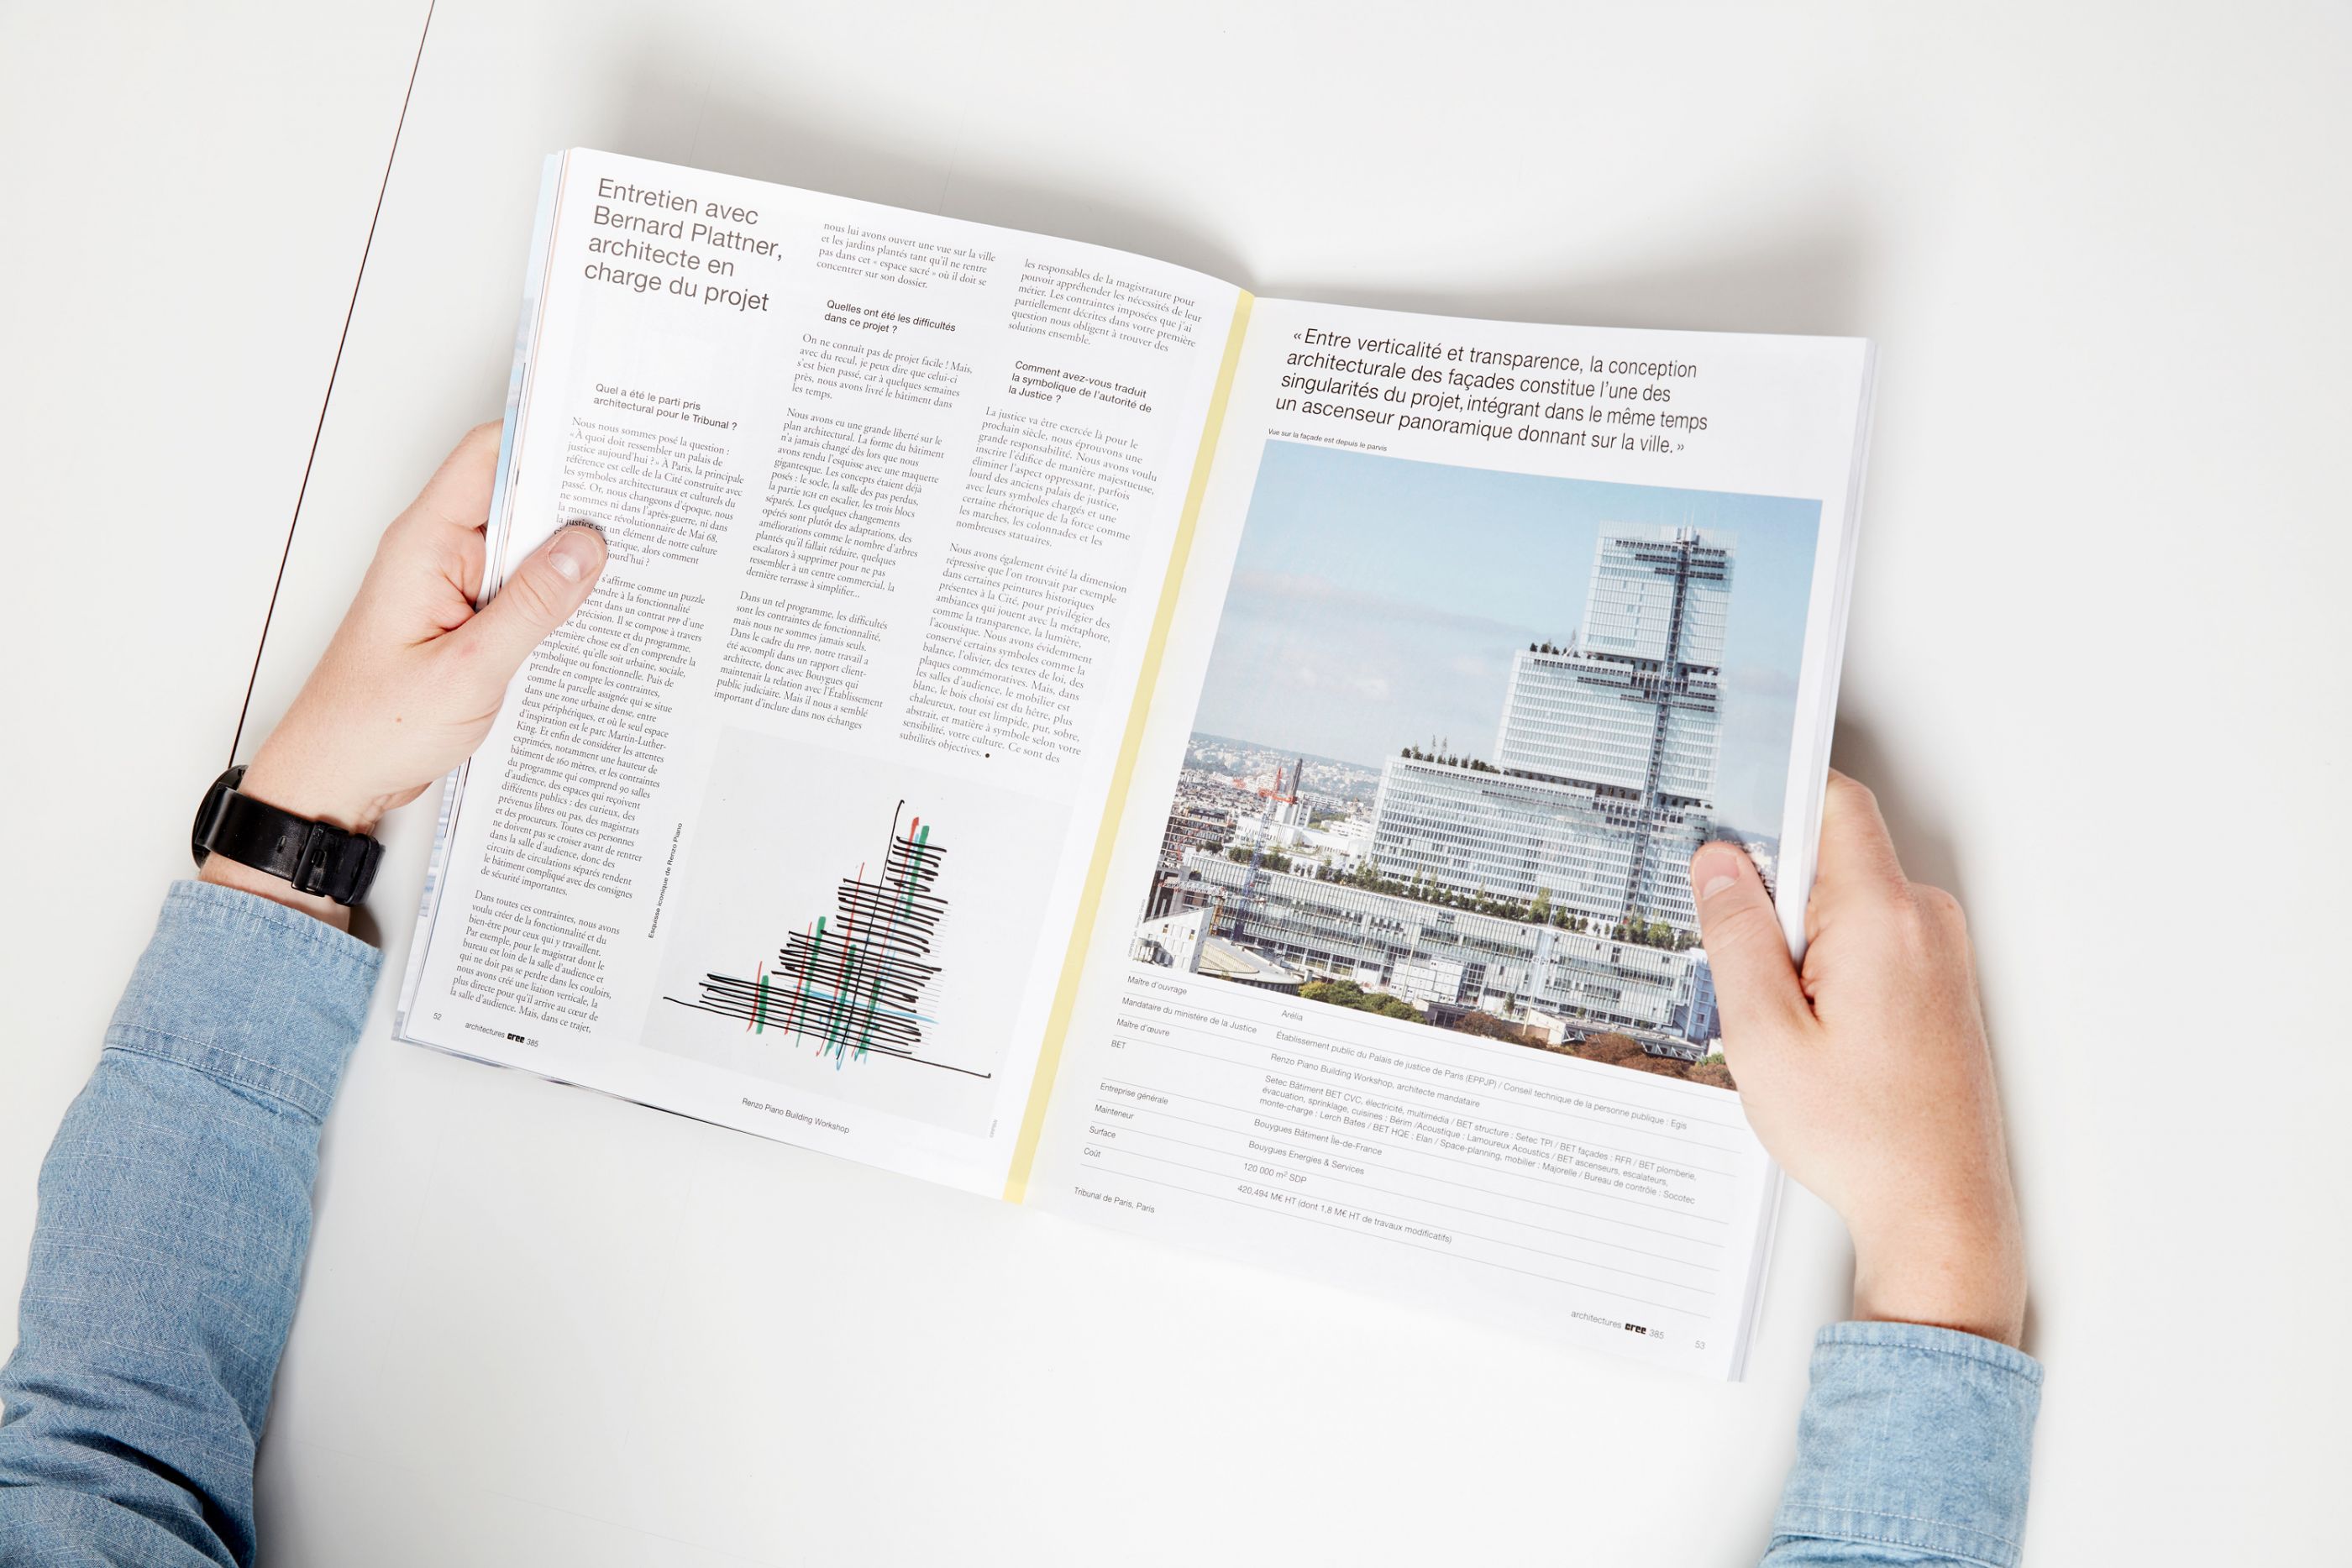 Entretien avec
Bernard Plattner,
architecte en
charge du projet
Quel a été le parti pris
architectural pour le Tribunal ?
Nous nous sommes posé la question :
« À quoi doit ressembler un palais de
justice aujourd'hui ? » À Paris, la principale
référence est celle de la Cité construite avec
les symboles architecturaux et culturels du
passé. Or, nous changeons d'époque, nous
ne sommes ni dans l'après-guerre, ni dans
la mouvance révolutionnaire de Mai 68,
la justice est un élément de notre culture
cratique, alors comment
ourd'hui ?
s'affirme comme un puzzle
pondre à la fonctionnalité
ment dans un contrat PPP d'une
précision. Il se compose à travers
se du contexte et du programme.
première chose est d'en comprendre la
complexité, qu'elle soit urbaine, sociale,
symbolique ou fonctionnelle. Puis de
prendre en compte les contraintes,
comme la parcelle assignée qui se situe
dans une zone urbaine dense, entre
deux périphériques, et où le seul espace
d'inspiration est le parc Martin-Luther-
King. Et enfin de considérer les attentes
exprimées, notamment une hauteur de
bâtiment de 160 mètres, et les contraintes
du programme qui comprend 90 salles
d'audience, des espaces qui reçoivent
différents publics : des curieux, des
prévenus libres ou pas, des magistrats
et des procureurs. Toutes ces personnes
ne doivent pas se croiser avant de rentrer
dans la salle d'audience, donc des
circuits de circulations séparés rendent
le bâtiment compliqué avec des consignes
de sécurité importantes.
Dans toutes ces contraintes, nous avons
voulu créer de la fonctionnalité et du
bien-être pour ceux qui y travaillent.
Par exemple, pour le magistrat dont le
bureau est loin de la salle d'audience et
qui ne doit pas se perdre dans les couloirs,
nous avons créé une liaison verticale, la
plus directe pour qu'il arrive au cœur de
la salle d'audience. Mais, dans ce trajet,
nous lui avons ouvert une vue sur la ville
et les jardins plantés tant qu'il ne rentre
pas dans cet « espace sacré » où il doit se
concentrer sur son dossier.
Quelles ont été les difficultés
dans ce projet ?
On ne connaît pas de projet facile ! Mais,
avec du recul, je peux dire que celui-ci
s'est bien passé, car à quelques semaines
près, nous avons livré le bâtiment dans
les temps.
Nous avons eu une grande liberté sur le
plan architectural. La forme du bâtiment
n'a jamais changé dès lors que nous
avons rendu l'esquisse avec une maquette
gigantesque. Les concepts étaient déjà
posés : le socle, la salle des pas perdus,
la partie IGH en escalier, les trois blocs
séparés. Les quelques changements
opérés sont plutôt des adaptations, des
améliorations comme le nombre d'arbres
plantés qu'il fallait réduire, quelques
escalators à supprimer pour ne pas
ressembler à un centre commercial, la
dernière terrasse à simplifier...
Dans un tel programme, les difficultés
sont les contraintes de fonctionnalité,
mais nous ne sommes jamais seuls.
Dans le cadre du PPP, notre travail a
été accompli dans un rapport client-
architecte, donc avec Bouygues qui
maintenait la relation avec l'Établissement
public judiciaire. Mais il nous a semblé
important d'inclure dans nos échanges
les responsables de la magistrature pour
pouvoir appréhender les nécessités de leur
métier. Les contraintes imposées que j'ai
partiellement décrites dans votre première
question nous obligent à trouver des
solutions ensemble.
Comment avez-vous traduit
la symbolique de l'autorité de
la Justice ?
La justice va être exercée là pour le
prochain siècle, nous éprouvons une
grande responsabilité. Nous avons voulu
inscrire l'édifice de manière majestueuse,
éliminer l'aspect oppressant, parfois
lourd des anciens palais de justice,
avec leurs symboles chargés et une
certaine rhétorique de la force comme
les marches, les colonnades et les
nombreuses statuaires.
Nous avons également évité la dimension
répressive que l'on trouvait par exemple
dans certaines peintures historiques
présentes à la Cité, pour privilégier des
ambiances qui jouent avec la métaphore,
comme la transparence, la lumière,
l'acoustique. Nous avons évidemment
conservé certains symboles comme la
balance, l'olivier, des textes de loi, des
plaques commémoratives. Mais, dans
les salles d'audience, le mobilier est
blanc, le bois choisi est du hêtre, plus
chaleureux, tout est limpide, pur, sobre,
abstrait, et matière à symbole selon votre
sensibilité, votre culture. Ce sont des
subtilités objectives. •
Esquisse iconique de Renzo Piano
52
architectures cree 385
Renzo Piano Building Workshop
« Entre verticalité et transparence, la conception
architecturale des façades constitue l'une des
singularités du projet, intégrant dans le même temps
un ascenseur panoramique donnant sur la ville. »
Vue sur la façade est depuis le parvis
Maître d'ouvrage
Arélia
Mandataire du ministère de la Justice
Établissement public du Palais de justice de Paris (EPPJP) / Conseil technique de la personne publique : Egis
Maître d'œuvre
Renzo Piano Building Workshop, architecte mandataire
BET
Setec Bâtiment BET CVC, électricité, multimédia / BET structure : Setec TPI / BET façades : RFR / BET plomberie,
évacuation, sprinklage, cuisines : Bérim /Acoustique : Lamoureux Acoustics / BET ascenseurs, escalateurs,
monte-charge : Lerch Bates / BET HQE : Elan / Space-planning, mobilier : Majorelle / Bureau de contrôle : Socotec
Entreprise générale
Bouygues Bâtiment Île-de-France
Mainteneur
Bouygues Energies & Services
Surface
120 000 m² SDP
Coût
420,494 M€ HT (dont 1,8 M€ HT de travaux modificatifs)
Tribunal de Paris, Paris
architectures cree 385
53